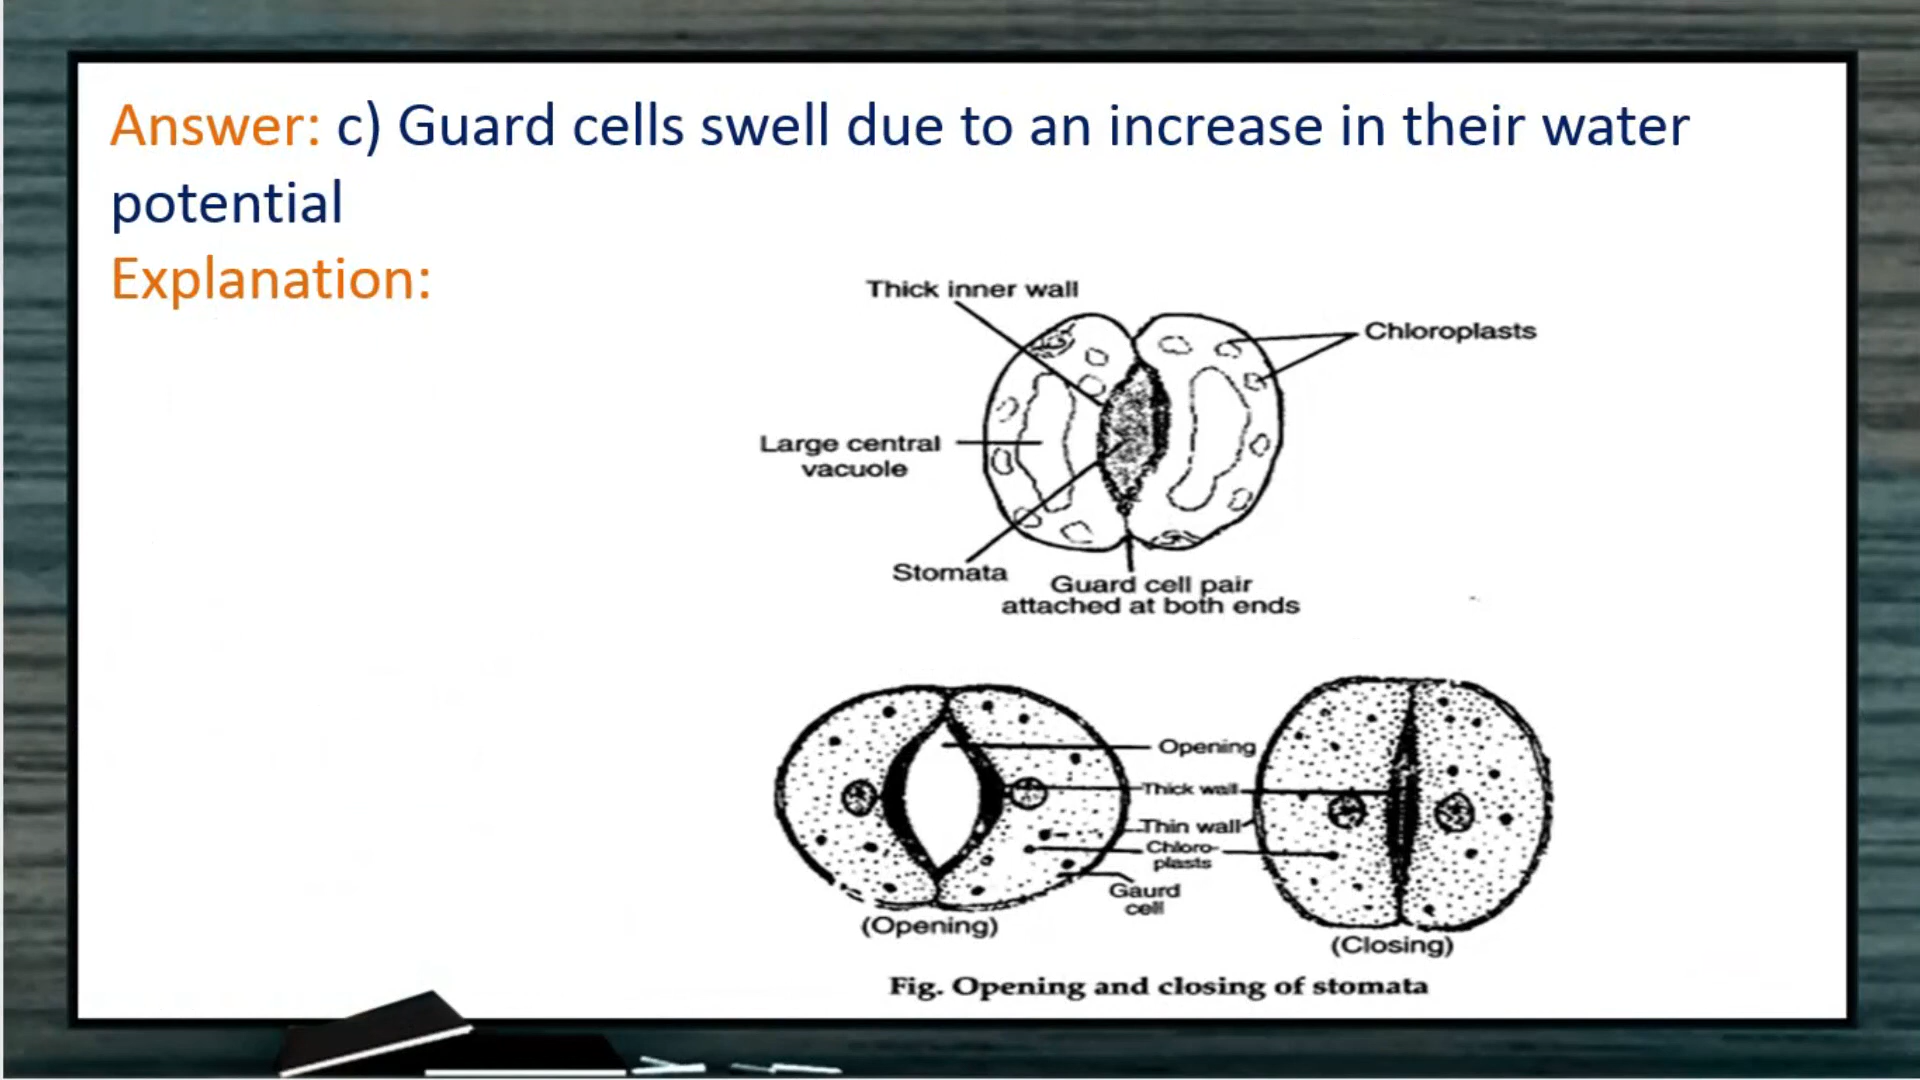 Answer: c) Guard cells swell due to an increase in their water
potential
Explanation:
Thick inner wall
Chloroplasts
Large central
vacuole
Stomata
Guard cell pair
attached at both ends
Opening
Thick wall
Thin wall
Chloro-
plasts
Gaurd
cell
(Opening)
(Closing)
Fig. Opening and closing of stomata